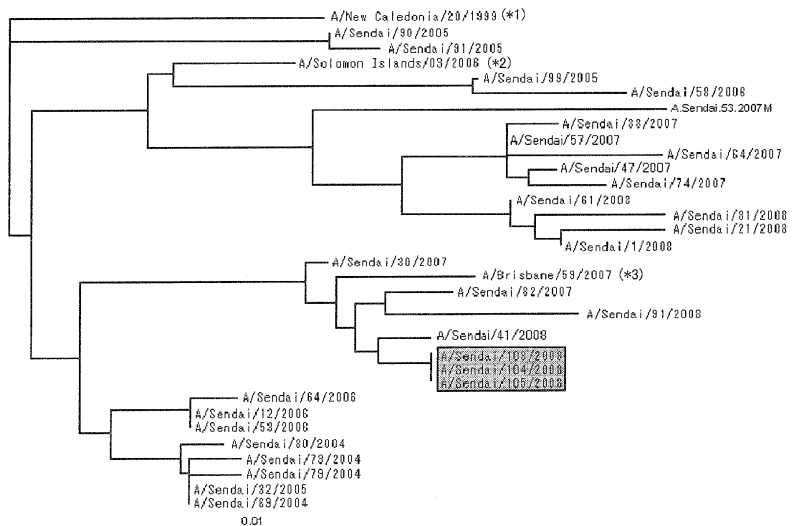 A/New Caledonia/20/1999 (*1)
A/Sendai/90/2005
A/Sendai/91/2005
A/Solomon Islands/03/2006 (*2)
A/Sendai/99/2005
A/Sendai/58/2006
A.Sendai.53.2007M
A/Sendai/38/2007
A/Sendai/57/2007
A/Sendai/64/2007
A/Sendai/47/2007
A/Sendai/74/2007
A/Sendai/61/2008
A/Sendai/81/2008
A/Sendai/21/2008
A/Sendai/1/2008
A/Sendai/30/2007
A/Brisbane/59/2007 (*3)
A/Sendai/82/2007
A/Sendai/91/2008
A/Sendai/41/2008
A/Sendai/108/2008
A/Sendai/104/2008
A/Sendai/105/2008
A/Sendai/64/2006
A/Sendai/12/2006
A/Sendai/59/2006
A/Sendai/80/2004
A/Sendai/73/2004
A/Sendai/79/2004
A/Sendai/32/2005
A/Sendai/89/2004
0.01